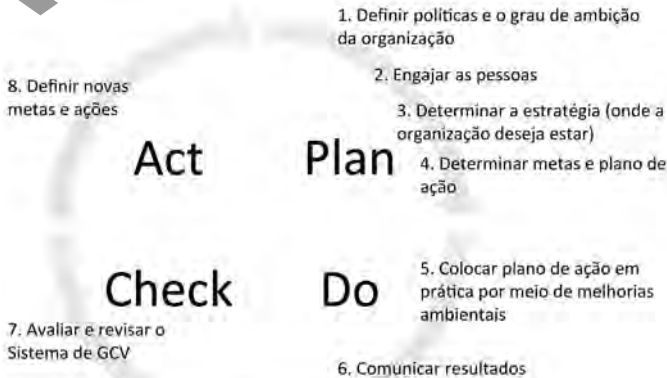 1. Definir políticas e o grau de ambição
da organização
2. Engajar as pessoas
3. Determinar a estratégia (onde a
organização deseja estar)
4. Determinar metas e plano de
ação
8. Definir novas
metas e ações
Act
Plan
Check
Do
5. Colocar plano de ação em
prática por meio de melhorias
ambientais
6. Comunicar resultados
7. Avaliar e revisar o
Sistema de GCV